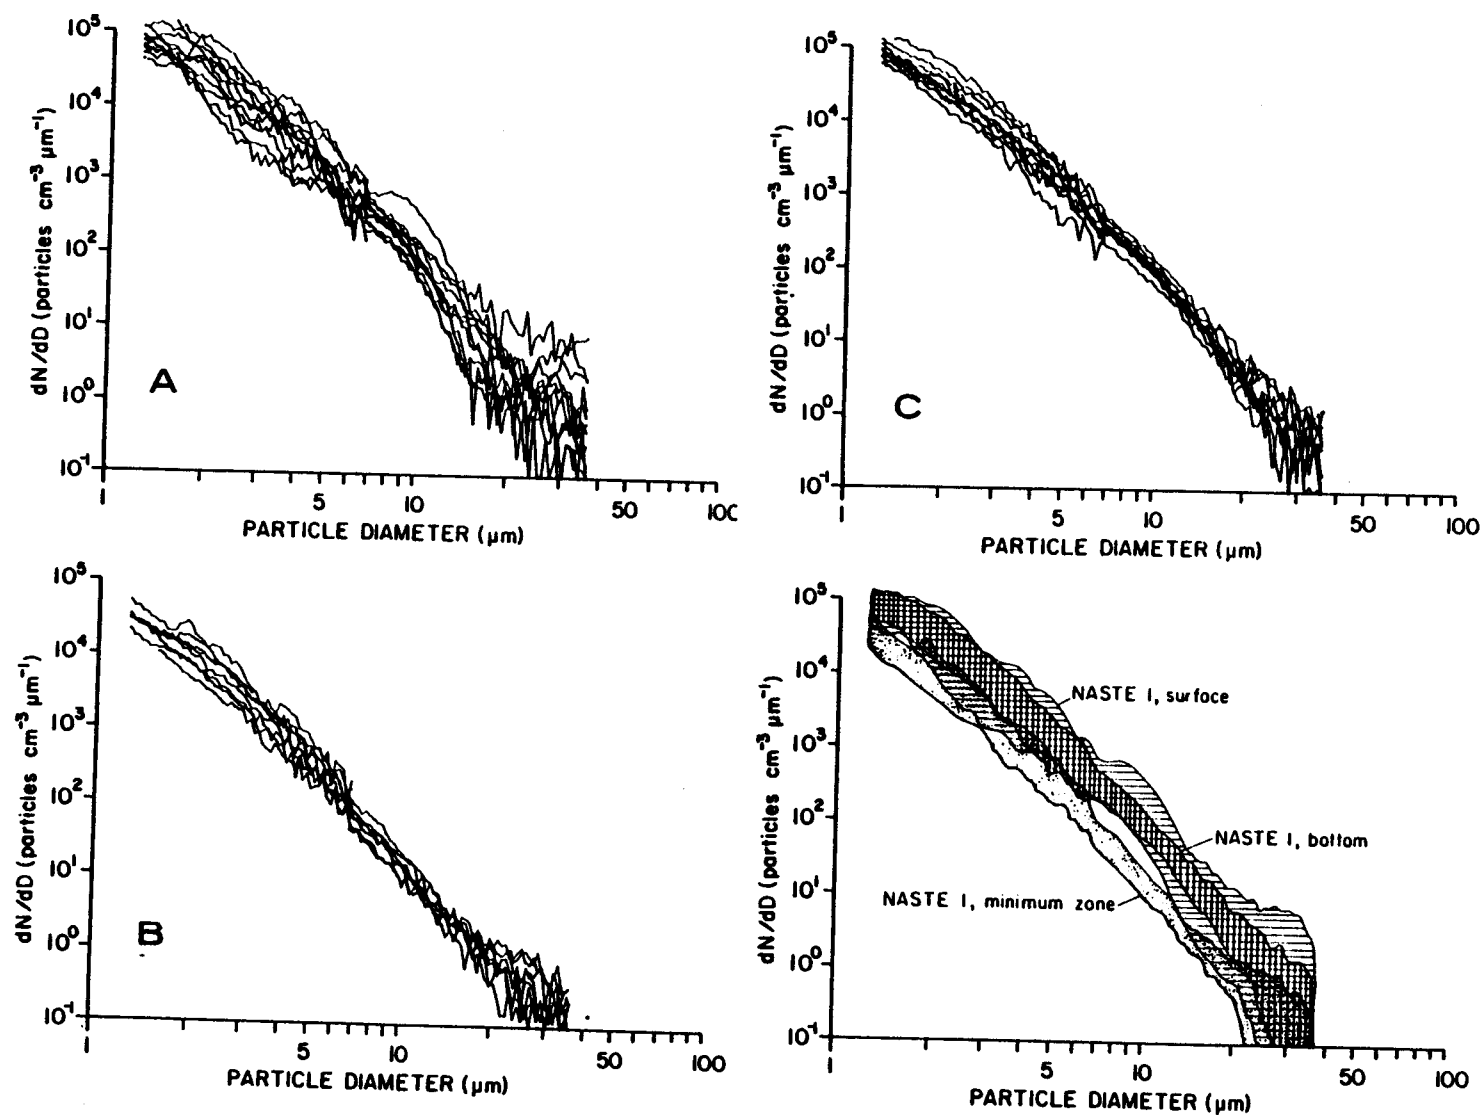 10⁵
10⁴
10³
10²
10¹
10⁰
10⁻¹
dN/dD (particles cm⁻³ μm⁻¹)
A
1 5 10 50 100
PARTICLE DIAMETER (μm)
10⁵
10⁴
10³
10²
10¹
10⁰
10⁻¹
dN/dD (particles cm⁻³ μm⁻¹)
C
1 5 10 50 100
PARTICLE DIAMETER (μm)
10⁵
10⁴
10³
10²
10¹
10⁰
10⁻¹
dN/dD (particles cm⁻³ μm⁻¹)
B
1 5 10 50 100
PARTICLE DIAMETER (μm)
10⁵
10⁴
10³
10²
10¹
10⁰
10⁻¹
dN/dD (particles cm⁻³ μm⁻¹)
NASTE I, surface
NASTE I, bottom
NASTE I, minimum zone
1 5 10 50 100
PARTICLE DIAMETER (μm)